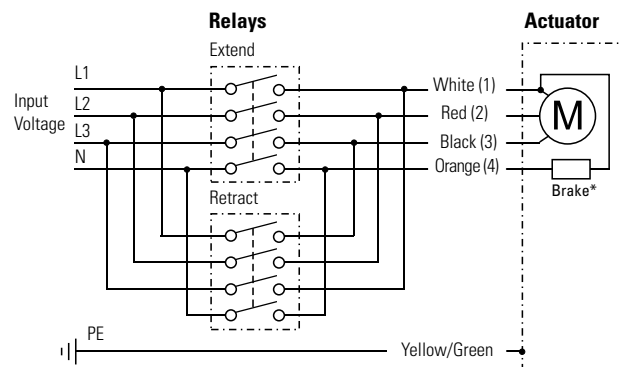 Relays
Actuator
Extend
L1
White (1)
Input
Voltage
L2
Red (2)
M
L3
Black (3)
N
Orange (4)
Brake*
Retract
PE
Yellow/Green